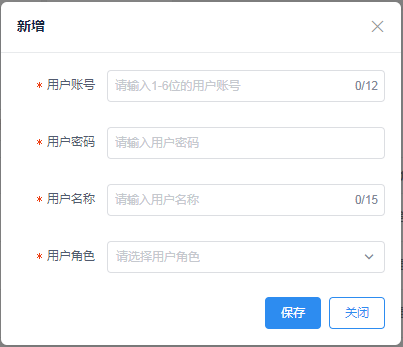 新增
* 用户账号 请输入1-6位的用户账号 0/12
* 用户密码 请输入用户密码
* 用户名称 请输入用户名称 0/15
* 用户角色 请选择用户角色
保存 关闭